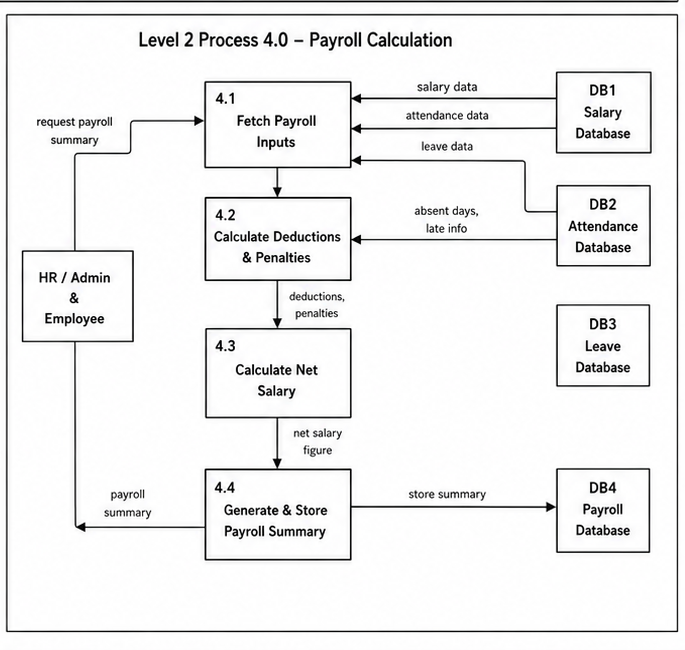 Level 2 Process 4.0 – Payroll Calculation
4.1
Fetch Payroll
Inputs
salary data
attendance data
leave data
DB1
Salary
Database
request payroll
summary
4.2
Calculate Deductions
& Penalties
absent days,
late info
DB2
Attendance
Database
HR / Admin
&
Employee
deductions,
penalties
DB3
Leave
Database
4.3
Calculate Net
Salary
net salary
figure
4.4
Generate & Store
Payroll Summary
payroll
summary
store summary
DB4
Payroll
Database